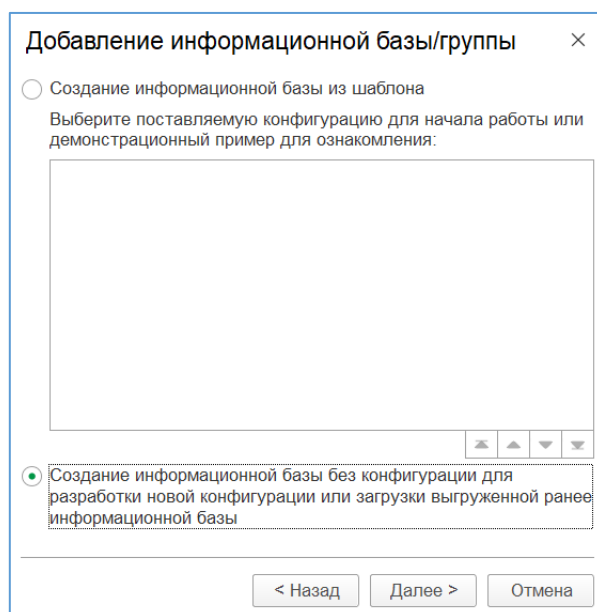 Добавление информационной базы/группы
Создание информационной базы из шаблона
Выберите поставляемую конфигурацию для начала работы или
демонстрационный пример для ознакомления:
Создание информационной базы без конфигурации для
разработки новой конфигурации или загрузки выгруженной ранее
информационной базы
< Назад Далее > Отмена